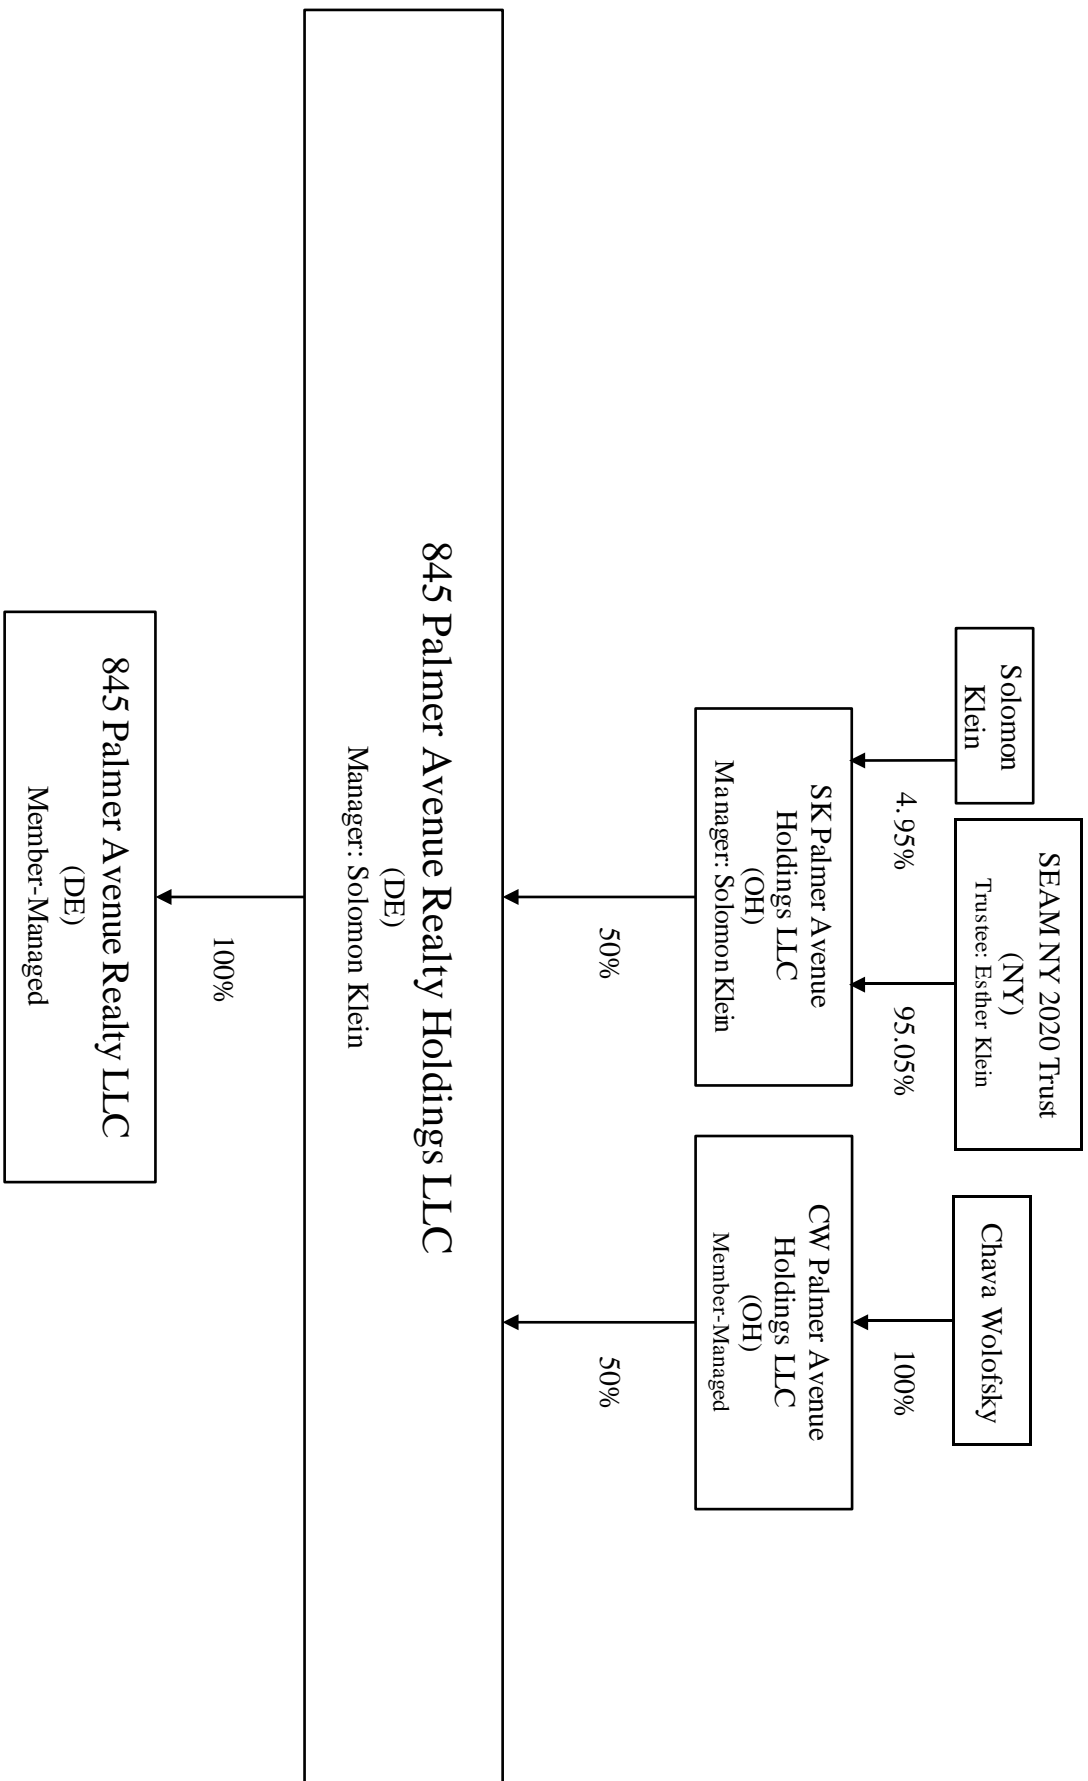 Solomon
Klein
SEAM NY 2020 Trust
(NY)
Trustee: Esther Klein
Chava Wolofsky
4.95%
95.05%
100%
SK Palmer Avenue
Holdings LLC
(OH)
Manager: Solomon Klein
CW Palmer Avenue
Holdings LLC
(OH)
Member-Managed
50%
50%
845 Palmer Avenue Realty Holdings LLC
(DE)
Manager: Solomon Klein
100%
845 Palmer Avenue Realty LLC
(DE)
Member-Managed